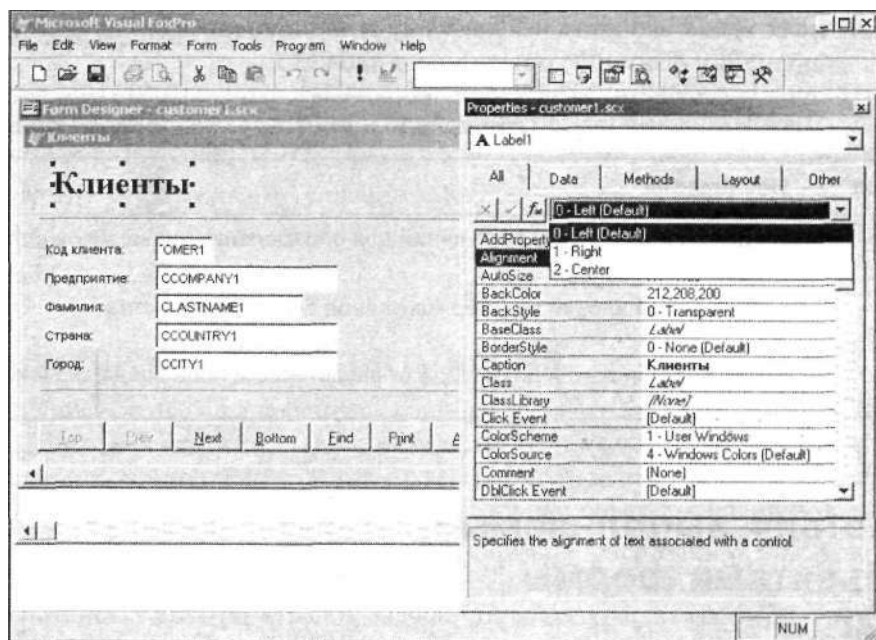 Microsoft Visual FoxPro
File Edit View Format Form Tools Program Window Help
Form Designer - customer1.scx
Клиенты
Клиенты
Код клиента: OMER1
Предприятие: CCOMPANY1
Фамилия: CLASTNAME1
Страна: CCOUNTRY1
Город: CCITY1
Top Prev Next Bottom Find Print A
Properties - customer1.scx
A Label1
All Data Methods Layout Other
0 - Left (Default)
0 - Left (Default)
1 - Right
2 - Center
AddProperty
Alignment
AutoSize
BackColor 212,208,200
BackStyle 0 - Transparent
BaseClass Label
BorderStyle 0 - None (Default)
Caption Клиенты
Class Label
ClassLibrary (None)
Click Event [Default]
ColorScheme 1 - User Windows
ColorSource 4 - Windows Colors (Default)
Comment (None)
DblClick Event [Default]
Specifies the alignment of text associated with a control.
NUM